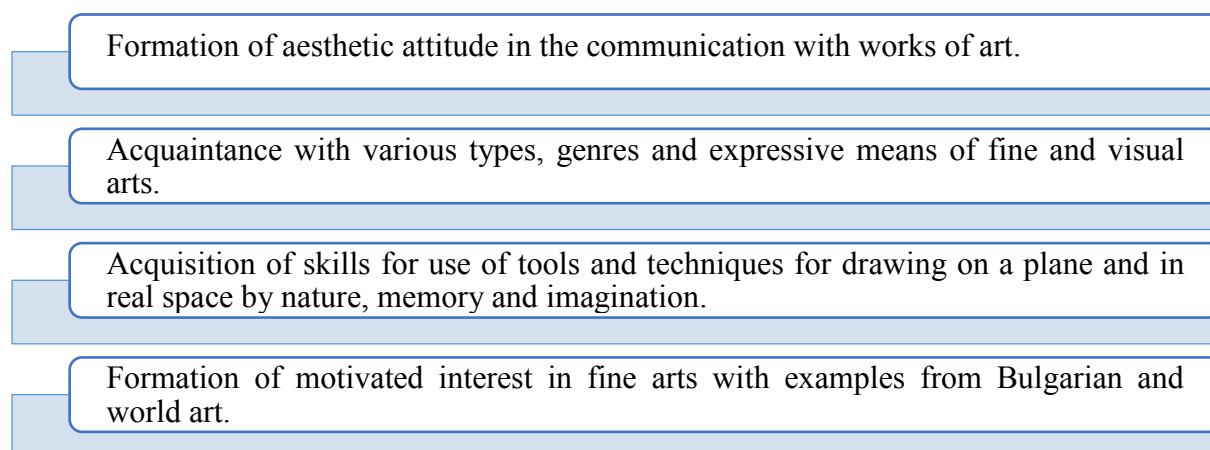 Formation of aesthetic attitude in the communication with works of art.
Acquaintance with various types, genres and expressive means of fine and visual
arts.
Acquisition of skills for use of tools and techniques for drawing on a plane and in
real space by nature, memory and imagination.
Formation of motivated interest in fine arts with examples from Bulgarian and
world art.